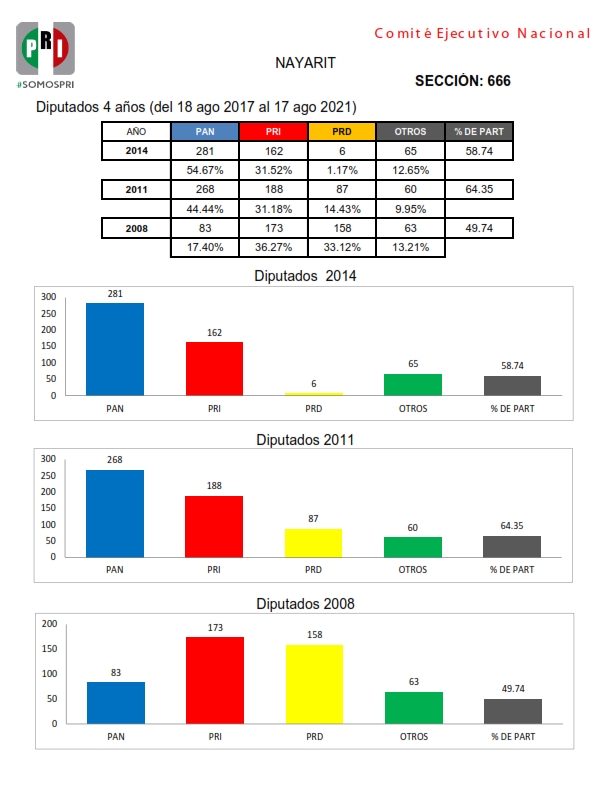 Comité Ejecutivo Nacional
PRI
#SOMOSPRI
NAYARIT
SECCIÓN: 666
Diputados 4 años (del 18 ago 2017 al 17 ago 2021)
AÑO PAN PRI PRD OTROS % DE PART
2014 281 162 6 65 58.74
54.67% 31.52% 1.17% 12.65%
2011 268 188 87 60 64.35
44.44% 31.18% 14.43% 9.95%
2008 83 173 158 63 49.74
17.40% 36.27% 33.12% 13.21%
Diputados 2014
300
250
200
150
100
50
0
281
162
6
65
58.74
PAN PRI PRD OTROS % DE PART
Diputados 2011
300
250
200
150
100
50
0
268
188
87
60
64.35
PAN PRI PRD OTROS % DE PART
Diputados 2008
200
150
100
50
0
83
173
158
63
49.74
PAN PRI PRD OTROS % DE PART